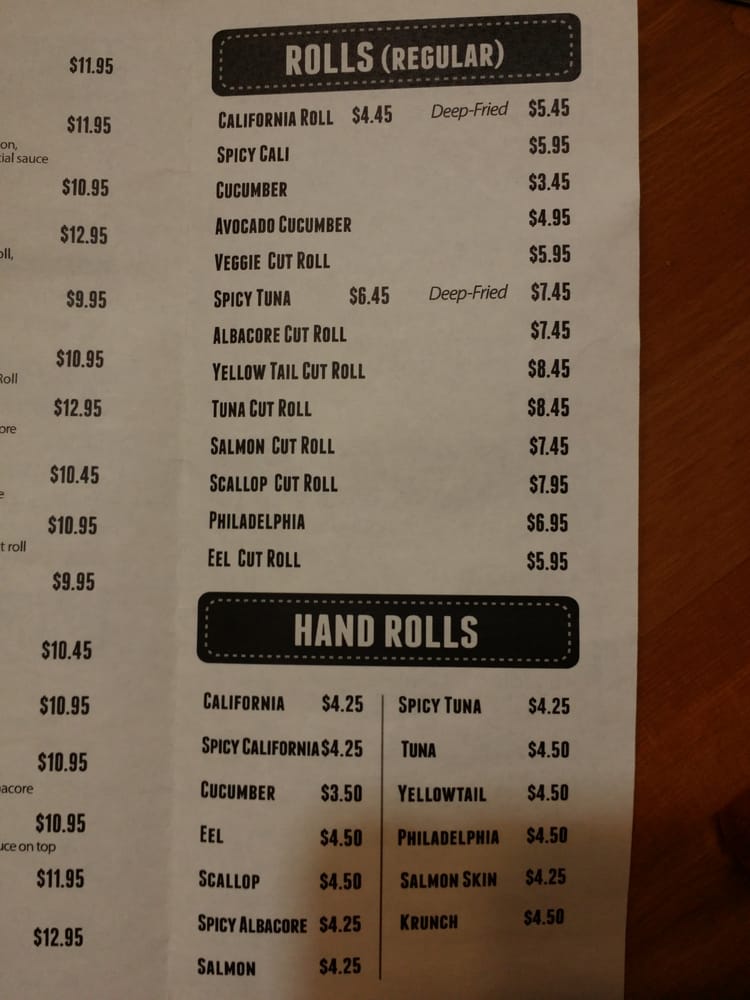 $11.95
$11.95
on,
ial sauce
$10.95
$12.95
oll,
$9.95
$10.95
Roll
$12.95
ore
$10.45
e
$10.95
t roll
$9.95
$10.45
$10.95
$10.95
acore
$10.95
uce on top
$11.95
$12.95
ROLLS (REGULAR)
CALIFORNIA ROLL $4.45 Deep-Fried $5.45
SPICY CALI $5.95
CUCUMBER $3.45
AVOCADO CUCUMBER $4.95
VEGGIE CUT ROLL $5.95
SPICY TUNA $6.45 Deep-Fried $7.45
ALBACORE CUT ROLL $7.45
YELLOW TAIL CUT ROLL $8.45
TUNA CUT ROLL $8.45
SALMON CUT ROLL $7.45
SCALLOP CUT ROLL $7.95
PHILADELPHIA $6.95
EEL CUT ROLL $5.95
HAND ROLLS
CALIFORNIA $4.25
SPICY CALIFORNIA $4.25
CUCUMBER $3.50
EEL $4.50
SCALLOP $4.50
SPICY ALBACORE $4.25
SALMON $4.25
SPICY TUNA $4.25
TUNA $4.50
YELLOWTAIL $4.50
PHILADELPHIA $4.50
SALMON SKIN $4.25
KRUNCH $4.50